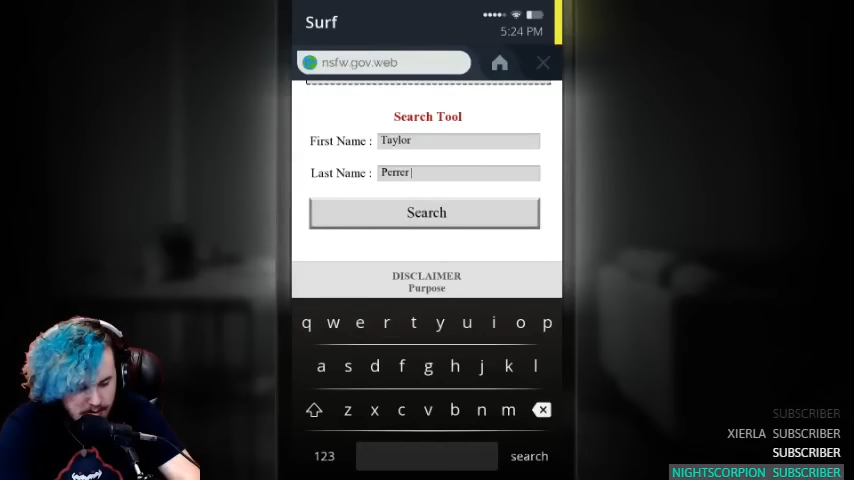 Surf
5:24 PM
nsfw.gov.web
Search Tool
First Name : Taylor
Last Name : Perrer
Search
DISCLAIMER
Purpose
q w e r t y u i o p
a s d f g h j k l
z x c v b n m
123 search
SUBSCRIBER
XIERLA SUBSCRIBER
SUBSCRIBER
NIGHTSCORPION SUBSCRIBER